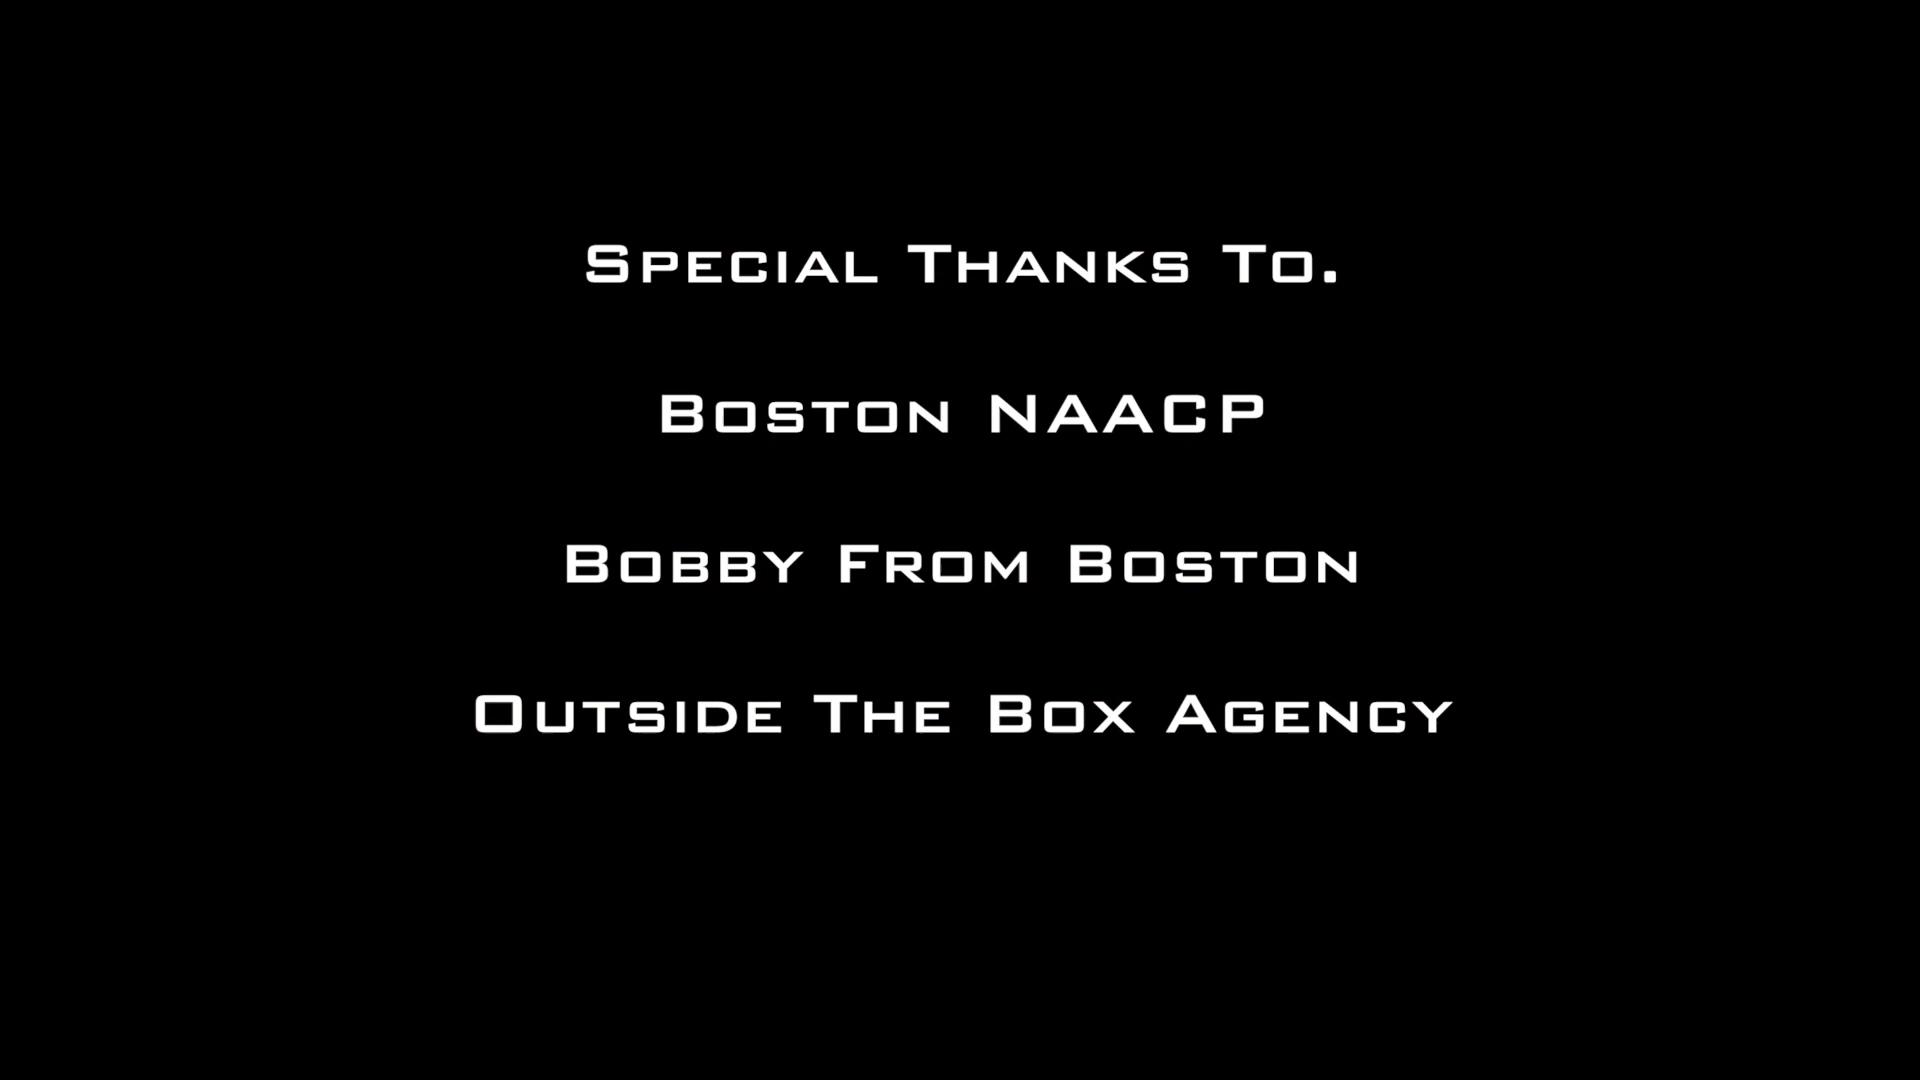 Special Thanks To.
Boston NAACP
Bobby From Boston
Outside The Box Agency